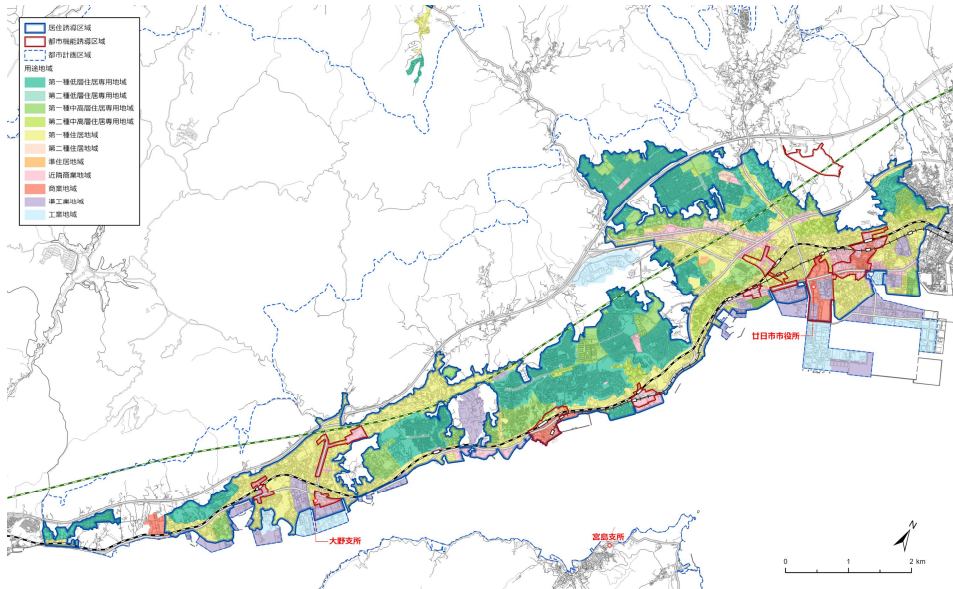 居住誘導区域
都市機能誘導区域
都市計画区域
用途地域
第一種低層住居専用地域
第二種低層住居専用地域
第一種中高層住居専用地域
第二種中高層住居専用地域
第一種住居地域
第二種住居地域
準住居地域
近隣商業地域
商業地域
準工業地域
工業地域
廿日市市役所
大野支所
宮島支所
N
0 1 2 km